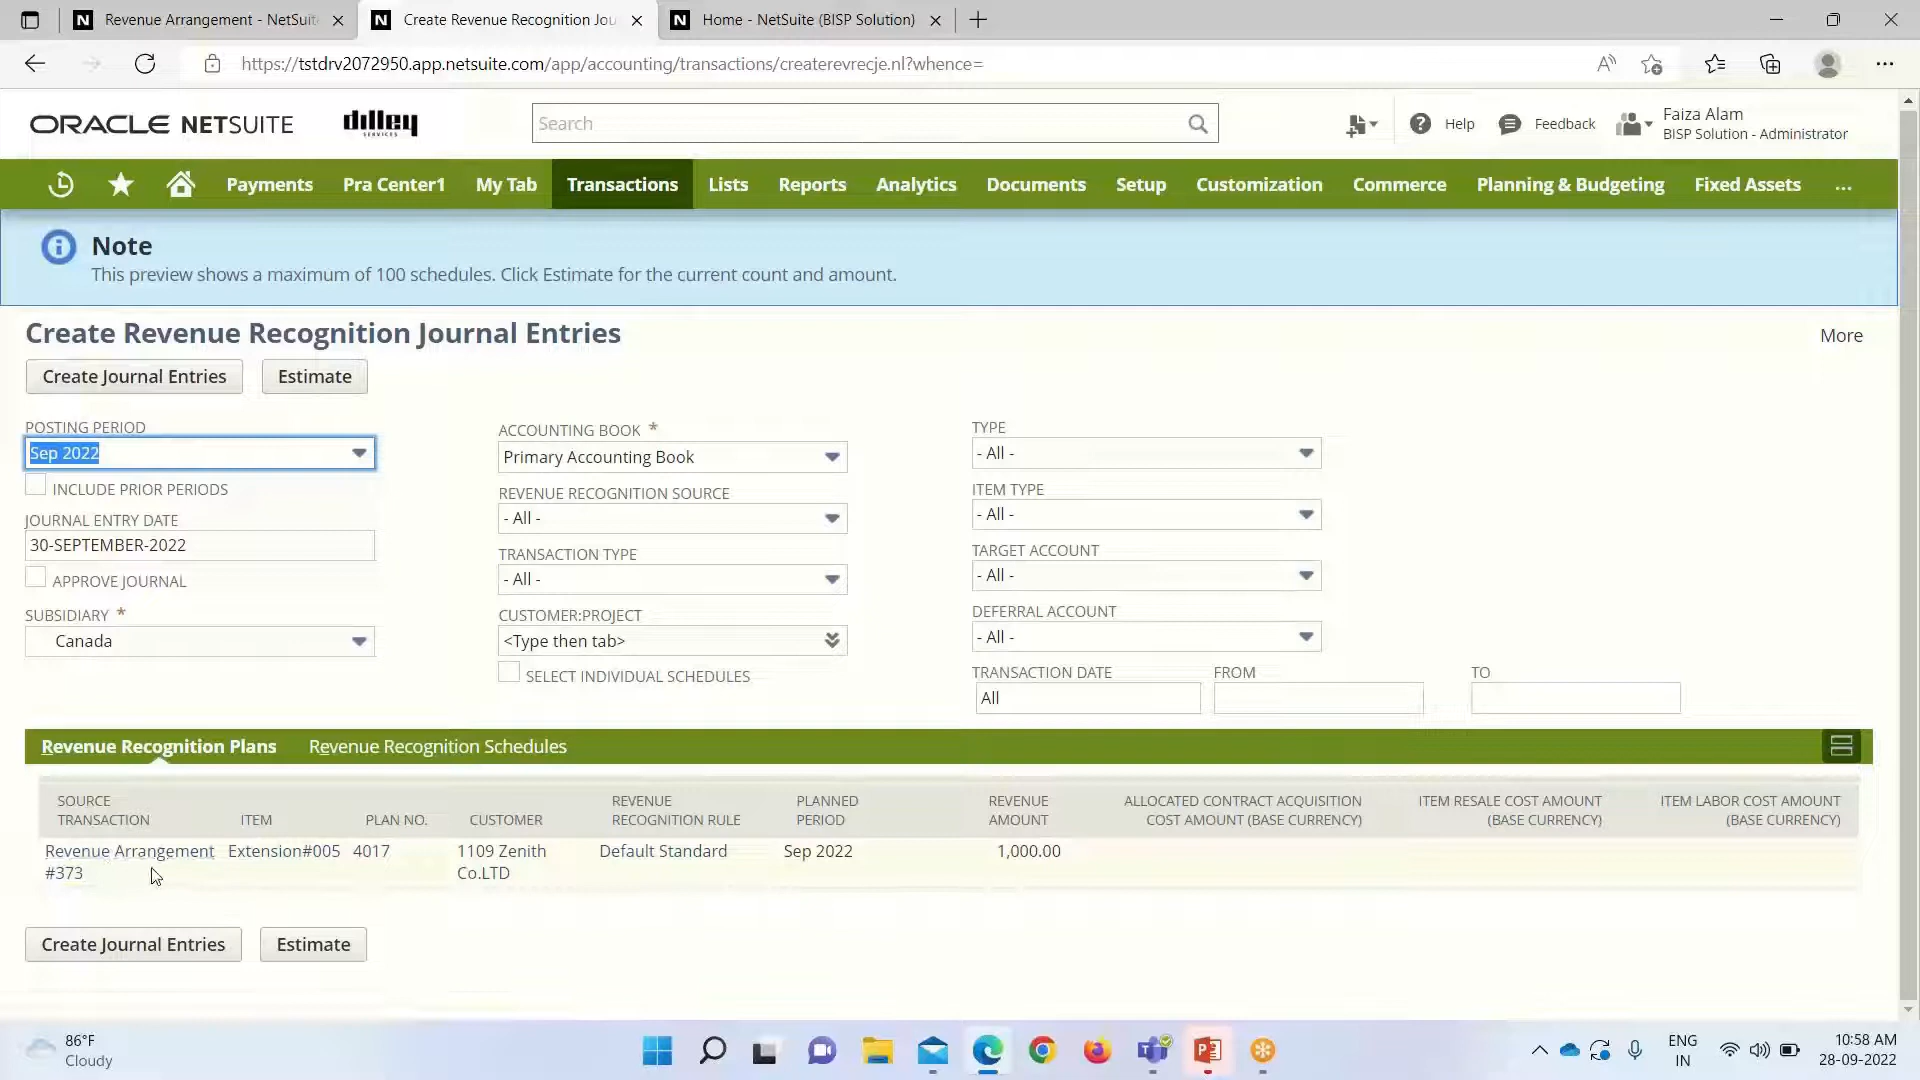 Revenue Arrangement - NetSuit
Create Revenue Recognition Jou
Home - NetSuite (BISP Solution)
https://tstdrv2072950.app.netsuite.com/app/accounting/transactions/createrevrecje.nl?whence=
ORACLE NETSUITE
dilley
SERVICES
Search
Help
Feedback
Faiza Alam
BISP Solution - Administrator
Payments Pra Center1 My Tab Transactions Lists Reports Analytics Documents Setup Customization Commerce Planning & Budgeting Fixed Assets ...
Note
This preview shows a maximum of 100 schedules. Click Estimate for the current count and amount.
Create Revenue Recognition Journal Entries
More
Create Journal Entries
Estimate
POSTING PERIOD
Sep 2022
INCLUDE PRIOR PERIODS
JOURNAL ENTRY DATE
30-SEPTEMBER-2022
APPROVE JOURNAL
SUBSIDIARY *
Canada
ACCOUNTING BOOK *
Primary Accounting Book
REVENUE RECOGNITION SOURCE
- All -
TRANSACTION TYPE
- All -
CUSTOMER:PROJECT
<Type then tab>
SELECT INDIVIDUAL SCHEDULES
TYPE
- All -
ITEM TYPE
- All -
TARGET ACCOUNT
- All -
DEFERRAL ACCOUNT
- All -
TRANSACTION DATE FROM TO
All
Revenue Recognition Plans
Revenue Recognition Schedules
SOURCE TRANSACTION
ITEM
PLAN NO.
CUSTOMER
REVENUE RECOGNITION RULE
PLANNED PERIOD
REVENUE AMOUNT
ALLOCATED CONTRACT ACQUISITION COST AMOUNT (BASE CURRENCY)
ITEM RESALE COST AMOUNT (BASE CURRENCY)
ITEM LABOR COST AMOUNT (BASE CURRENCY)
Revenue Arrangement #373
Extension#005
4017
1109 Zenith Co.LTD
Default Standard
Sep 2022
1,000.00
Create Journal Entries
Estimate
86°F
Cloudy
ENG
IN
10:58 AM
28-09-2022